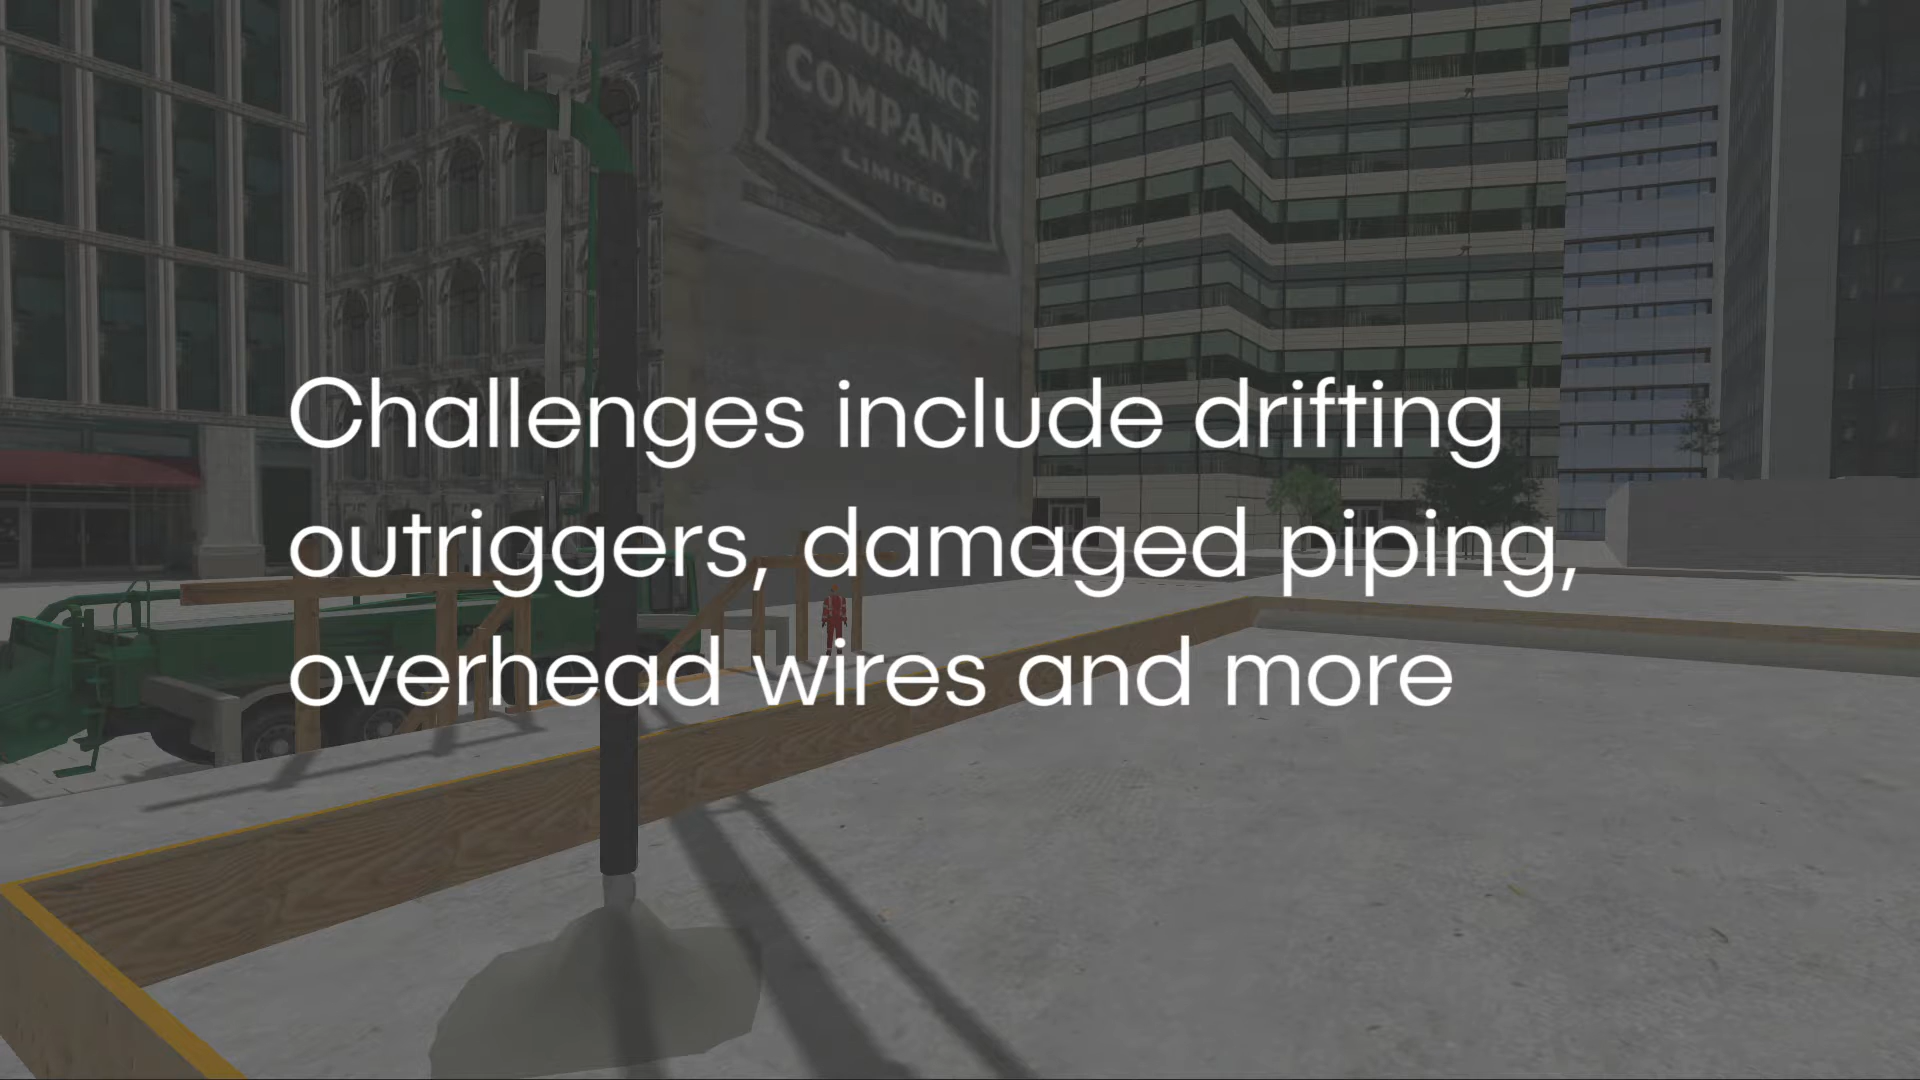 ASSURANCE
COMPANY
LIMITED
Challenges include drifting
outriggers, damaged piping,
overhead wires and more